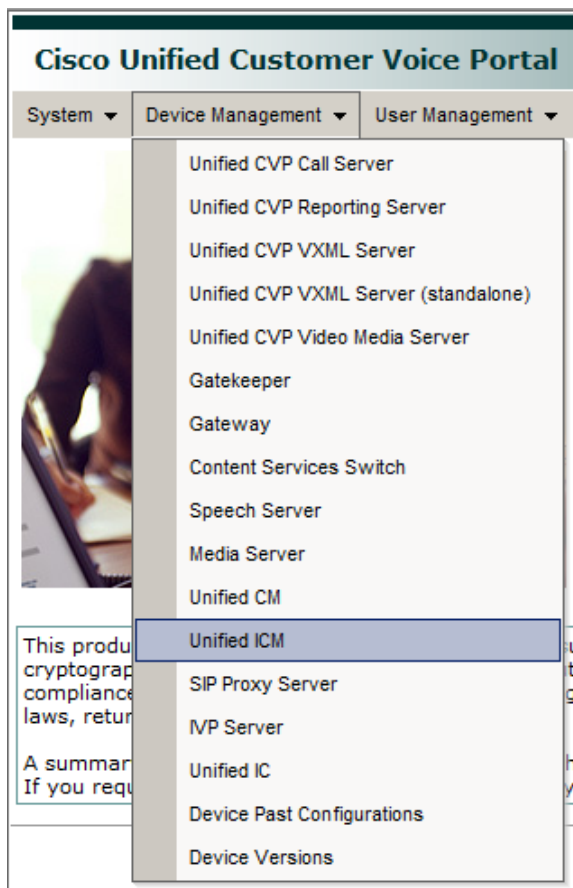 Cisco Unified Customer Voice Portal
System Device Management User Management
Unified CVP Call Server
Unified CVP Reporting Server
Unified CVP VXML Server
Unified CVP VXML Server (standalone)
Unified CVP Video Media Server
Gatekeeper
Gateway
Content Services Switch
Speech Server
Media Server
Unified CM
Unified ICM
SIP Proxy Server
IVP Server
Unified IC
Device Past Configurations
Device Versions
This produ
cryptograp
compliance
laws, retur
A summar
If you requ